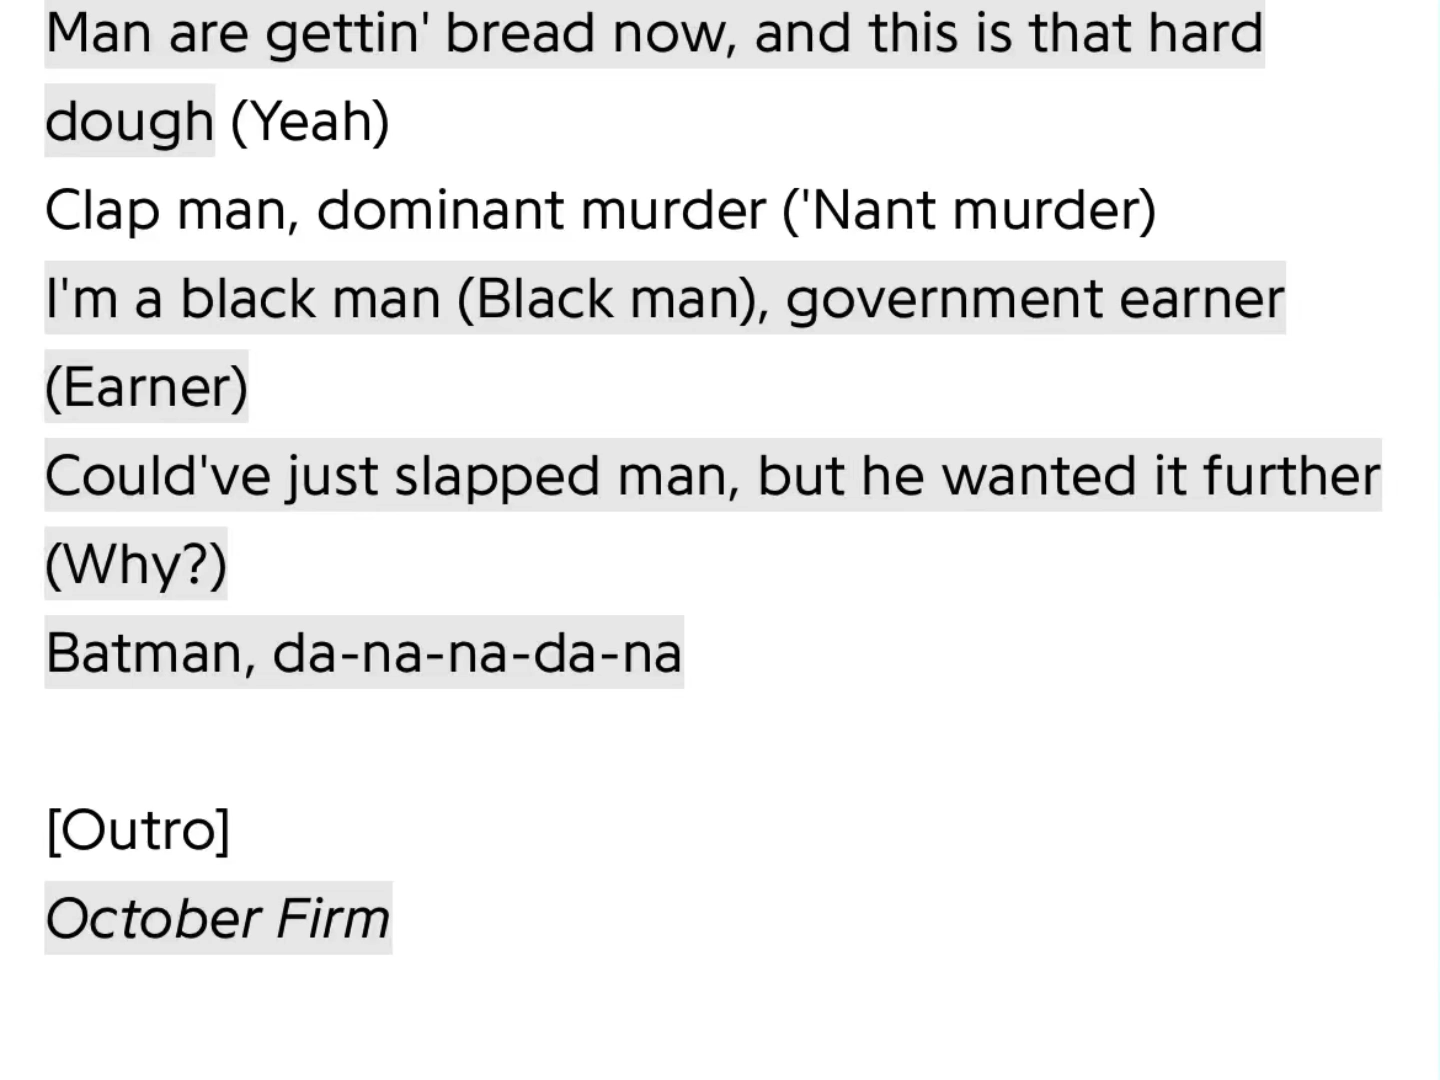 Man are gettin' bread now, and this is that hard
dough (Yeah)
Clap man, dominant murder ('Nant murder)
I'm a black man (Black man), government earner
(Earner)
Could've just slapped man, but he wanted it further
(Why?)
Batman, da-na-na-da-na
[Outro]
October Firm